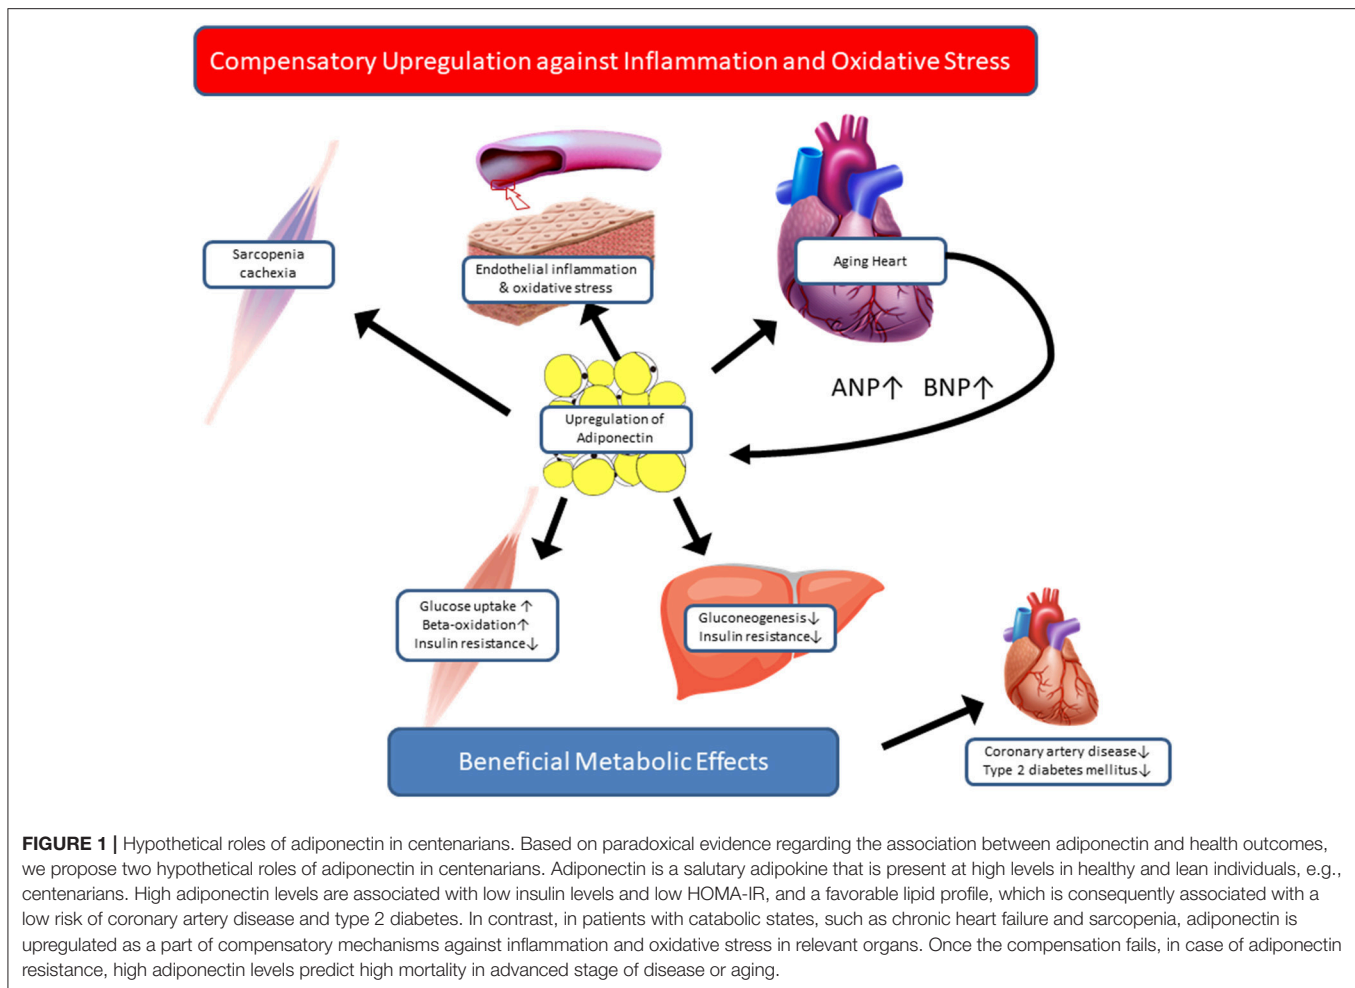 Compensatory Upregulation against Inflammation and Oxidative Stress
Sarcopenia
cachexia
Endothelial inflammation
& oxidative stress
Aging Heart
ANP↑ BNP↑
Upregulation of
Adiponectin
Glucose uptake ↑
Beta-oxidation↑
Insulin resistance↓
Gluconeogenesis↓
Insulin resistance↓
Beneficial Metabolic Effects
Coronary artery disease↓
Type 2 diabetes mellitus↓
FIGURE 1 | Hypothetical roles of adiponectin in centenarians. Based on paradoxical evidence regarding the association between adiponectin and health outcomes,
we propose two hypothetical roles of adiponectin in centenarians. Adiponectin is a salutary adipokine that is present at high levels in healthy and lean individuals, e.g.,
centenarians. High adiponectin levels are associated with low insulin levels and low HOMA-IR, and a favorable lipid profile, which is consequently associated with a
low risk of coronary artery disease and type 2 diabetes. In contrast, in patients with catabolic states, such as chronic heart failure and sarcopenia, adiponectin is
upregulated as a part of compensatory mechanisms against inflammation and oxidative stress in relevant organs. Once the compensation fails, in case of adiponectin
resistance, high adiponectin levels predict high mortality in advanced stage of disease or aging.